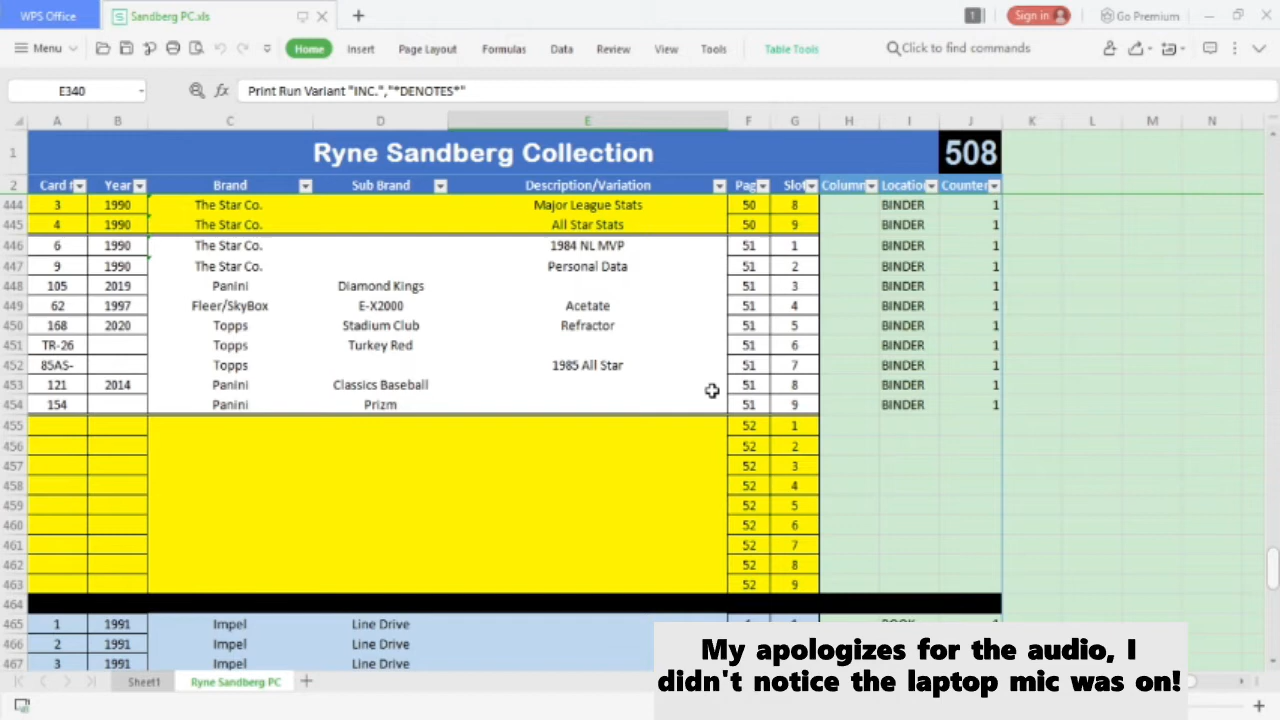 WPS Office
Sandberg PC.xls
1
Sign in
Go Premium
Menu
Home
Insert
Page Layout
Formulas
Data
Review
View
Tools
Table Tools
Click to find commands
E340
fx
Print Run Variant "INC.","*DENOTES*"
A B C D E F G H I J K L M N
1 Ryne Sandberg Collection 508
2 Card Year Brand Sub Brand Description/Variation Pag Slot Column Location Counter
444 3 1990 The Star Co. Major League Stats 50 8 BINDER 1
445 4 1990 The Star Co. All Star Stats 50 9 BINDER 1
446 6 1990 The Star Co. 1984 NL MVP 51 1 BINDER 1
447 9 1990 The Star Co. Personal Data 51 2 BINDER 1
448 105 2019 Panini Diamond Kings 51 3 BINDER 1
449 62 1997 Fleer/SkyBox E-X2000 Acetate 51 4 BINDER 1
450 168 2020 Topps Stadium Club Refractor 51 5 BINDER 1
451 TR-26 Topps Turkey Red 51 6 BINDER 1
452 85AS- Topps 1985 All Star 51 7 BINDER 1
453 121 2014 Panini Classics Baseball 51 8 BINDER 1
454 154 Panini Prizm 51 9 BINDER 1
455 52 1
456 52 2
457 52 3
458 52 4
459 52 5
460 52 6
461 52 7
462 52 8
463 52 9
464
465 1 1991 Impel Line Drive
466 2 1991 Impel Line Drive
467 3 1991 Impel Line Drive
My apologizes for the audio, I
didn't notice the laptop mic was on!
Sheet1
Ryne Sandberg PC